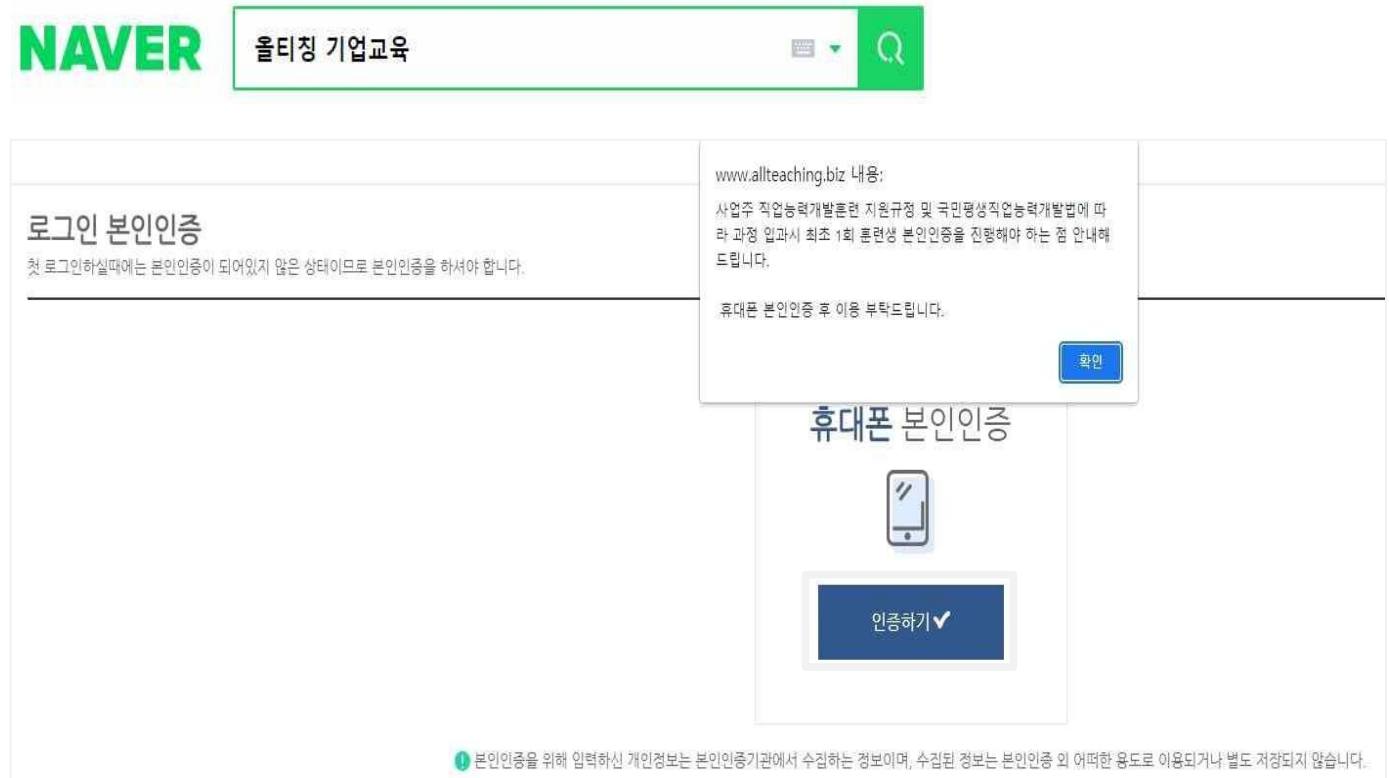 NAVER
올티칭 기업교육
www.allteaching.biz 내용:
사업주 직업능력개발훈련 지원규정 및 국민평생직업능력개발법에 따
라 과정 입과시 최초 1회 훈련생 본인인증을 진행해야 하는 점 안내해
드립니다.
휴대폰 본인인증 후 이용 부탁드립니다.
확인
로그인 본인인증
첫 로그인하실때에는 본인인증이 되어있지 않은 상태이므로 본인인증을 하셔야 합니다.
휴대폰 본인인증
인증하기
본인인증을 위해 입력하신 개인정보는 본인인증기관에서 수집하는 정보이며, 수집된 정보는 본인인증 외 어떠한 용도로 이용되거나 별도 저장되지 않습니다.